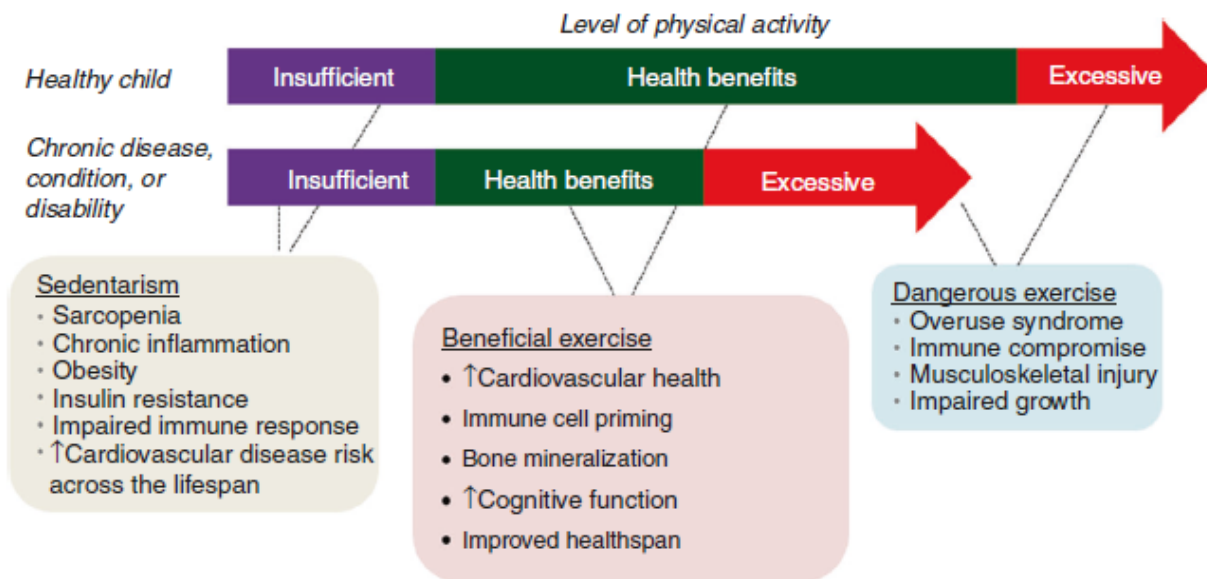 Level of physical activity
Healthy child
Insufficient
Health benefits
Excessive
Chronic disease,
condition, or
disability
Insufficient
Health benefits
Excessive
Sedentarism
· Sarcopenia
· Chronic inflammation
· Obesity
· Insulin resistance
· Impaired immune response
· ↑Cardiovascular disease risk
across the lifespan
Beneficial exercise
• ↑Cardiovascular health
• Immune cell priming
• Bone mineralization
• ↑Cognitive function
• Improved healthspan
Dangerous exercise
• Overuse syndrome
• Immune compromise
• Musculoskeletal injury
• Impaired growth